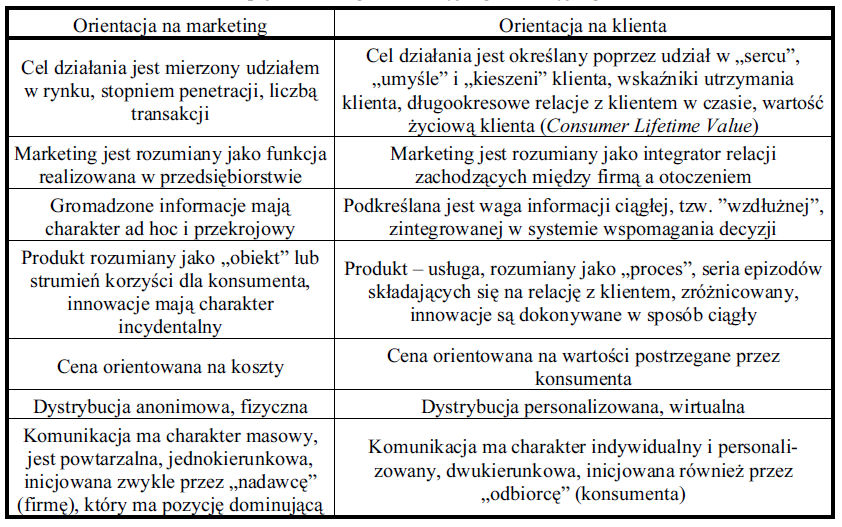 Orientacja na marketing
Orientacja na klienta
Cel działania jest mierzony udziałem
w rynku, stopniem penetracji, liczbą
transakcji
Cel działania jest określany poprzez udział w „sercu”,
„umyśle” i „kieszeni” klienta, wskaźniki utrzymania
klienta, długookresowe relacje z klientem w czasie, wartość
życiową klienta (Consumer Lifetime Value)
Marketing jest rozumiany jako funkcja
realizowana w przedsiębiorstwie
Marketing jest rozumiany jako integrator relacji
zachodzących między firmą a otoczeniem
Gromadzone informacje mają
charakter ad hoc i przekrojowy
Podkreślana jest waga informacji ciągłej, tzw. ”wzdłużnej”,
zintegrowanej w systemie wspomagania decyzji
Produkt rozumiany jako „obiekt” lub
strumień korzyści dla konsumenta,
innowacje mają charakter
incydentalny
Produkt – usługa, rozumiany jako „proces”, seria epizodów
składających się na relację z klientem, zróżnicowany,
innowacje są dokonywane w sposób ciągły
Cena orientowana na koszty
Cena orientowana na wartości postrzegane przez
konsumenta
Dystrybucja anonimowa, fizyczna
Dystrybucja personalizowana, wirtualna
Komunikacja ma charakter masowy,
jest powtarzalna, jednokierunkowa,
inicjowana zwykle przez „nadawcę”
(firmę), który ma pozycję dominującą
Komunikacja ma charakter indywidualny i personali-
zowany, dwukierunkowa, inicjowana również przez
„odbiorcę” (konsumenta)